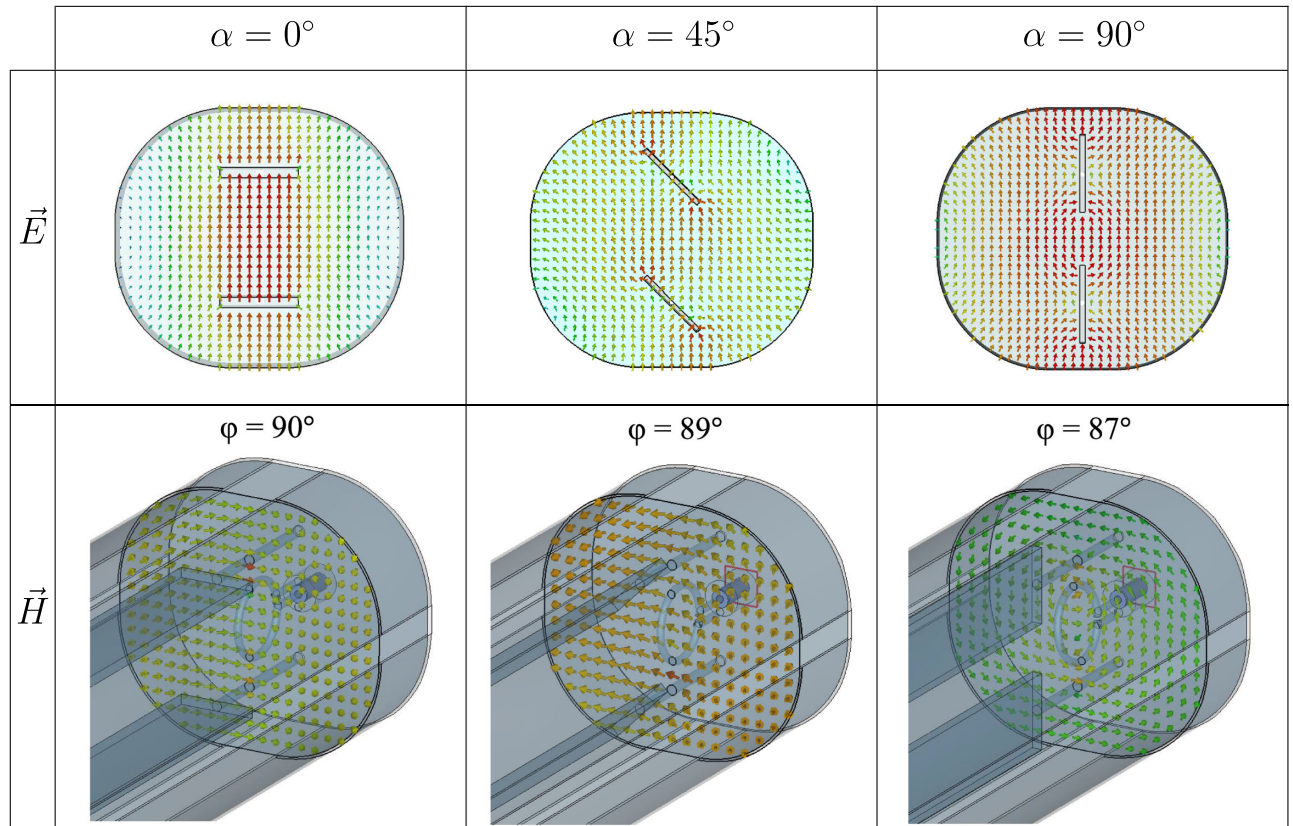 α = 0° α = 45° α = 90°
E⃗
φ = 90° φ = 89° φ = 87°
H⃗